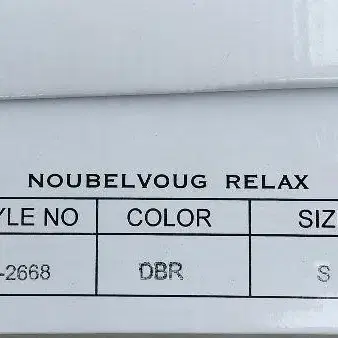 NOUBELVOUG RELAX
YLE NO COLOR SIZ
-2668 DBR S